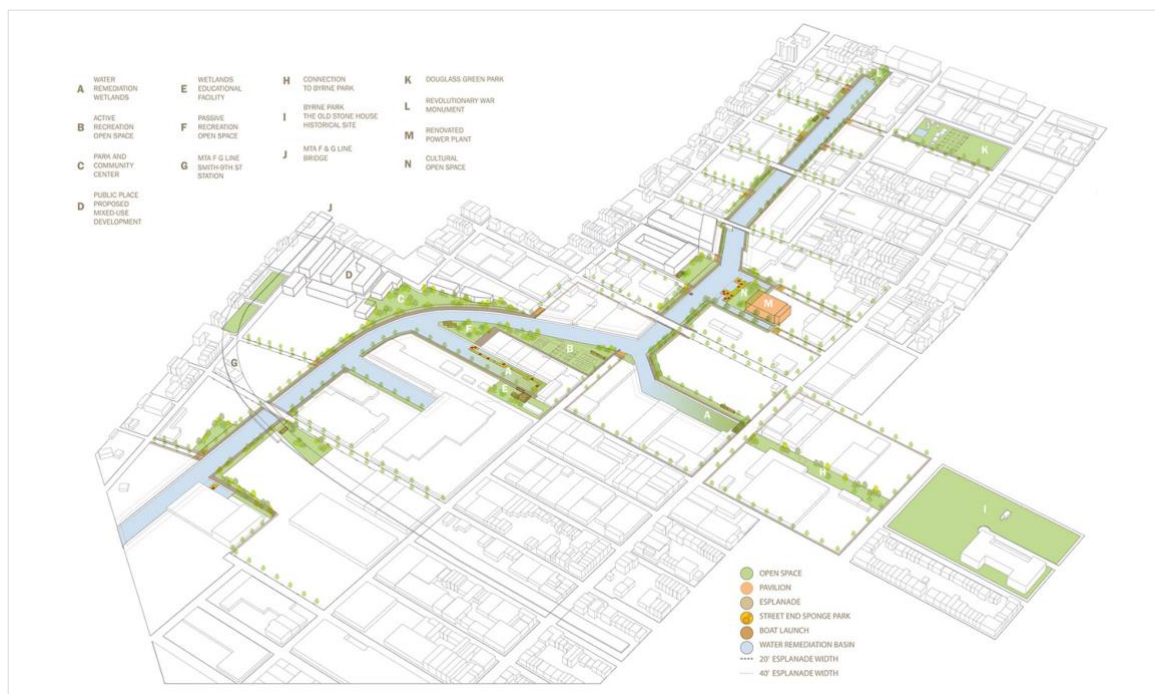 A WATER
REMEDIATION
WETLANDS
B ACTIVE
RECREATION
OPEN SPACE
C PARK AND
COMMUNITY
CENTER
D PUBLIC PLACE
PROPOSED
MIXED-USE
DEVELOPMENT
E WETLANDS
EDUCATIONAL
FACILITY
F PASSIVE
RECREATION
OPEN SPACE
G MTA F G LINE
SMITH-9TH ST
STATION
H CONNECTION
TO BYRNE PARK
I BYRNE PARK
THE OLD STONE HOUSE
HISTORICAL SITE
J MTA F & G LINE
BRIDGE
K DOUGLASS GREEN PARK
L REVOLUTIONARY WAR
MONUMENT
M RENOVATED
POWER PLANT
N CULTURAL
OPEN SPACE
K
J
D
C
N
M
F
B
G
A
E
A
H
I
OPEN SPACE
PAVILION
ESPLANADE
STREET END SPONGE PARK
BOAT LAUNCH
WATER REMEDIATION BASIN
20' ESPLANADE WIDTH
40' ESPLANADE WIDTH